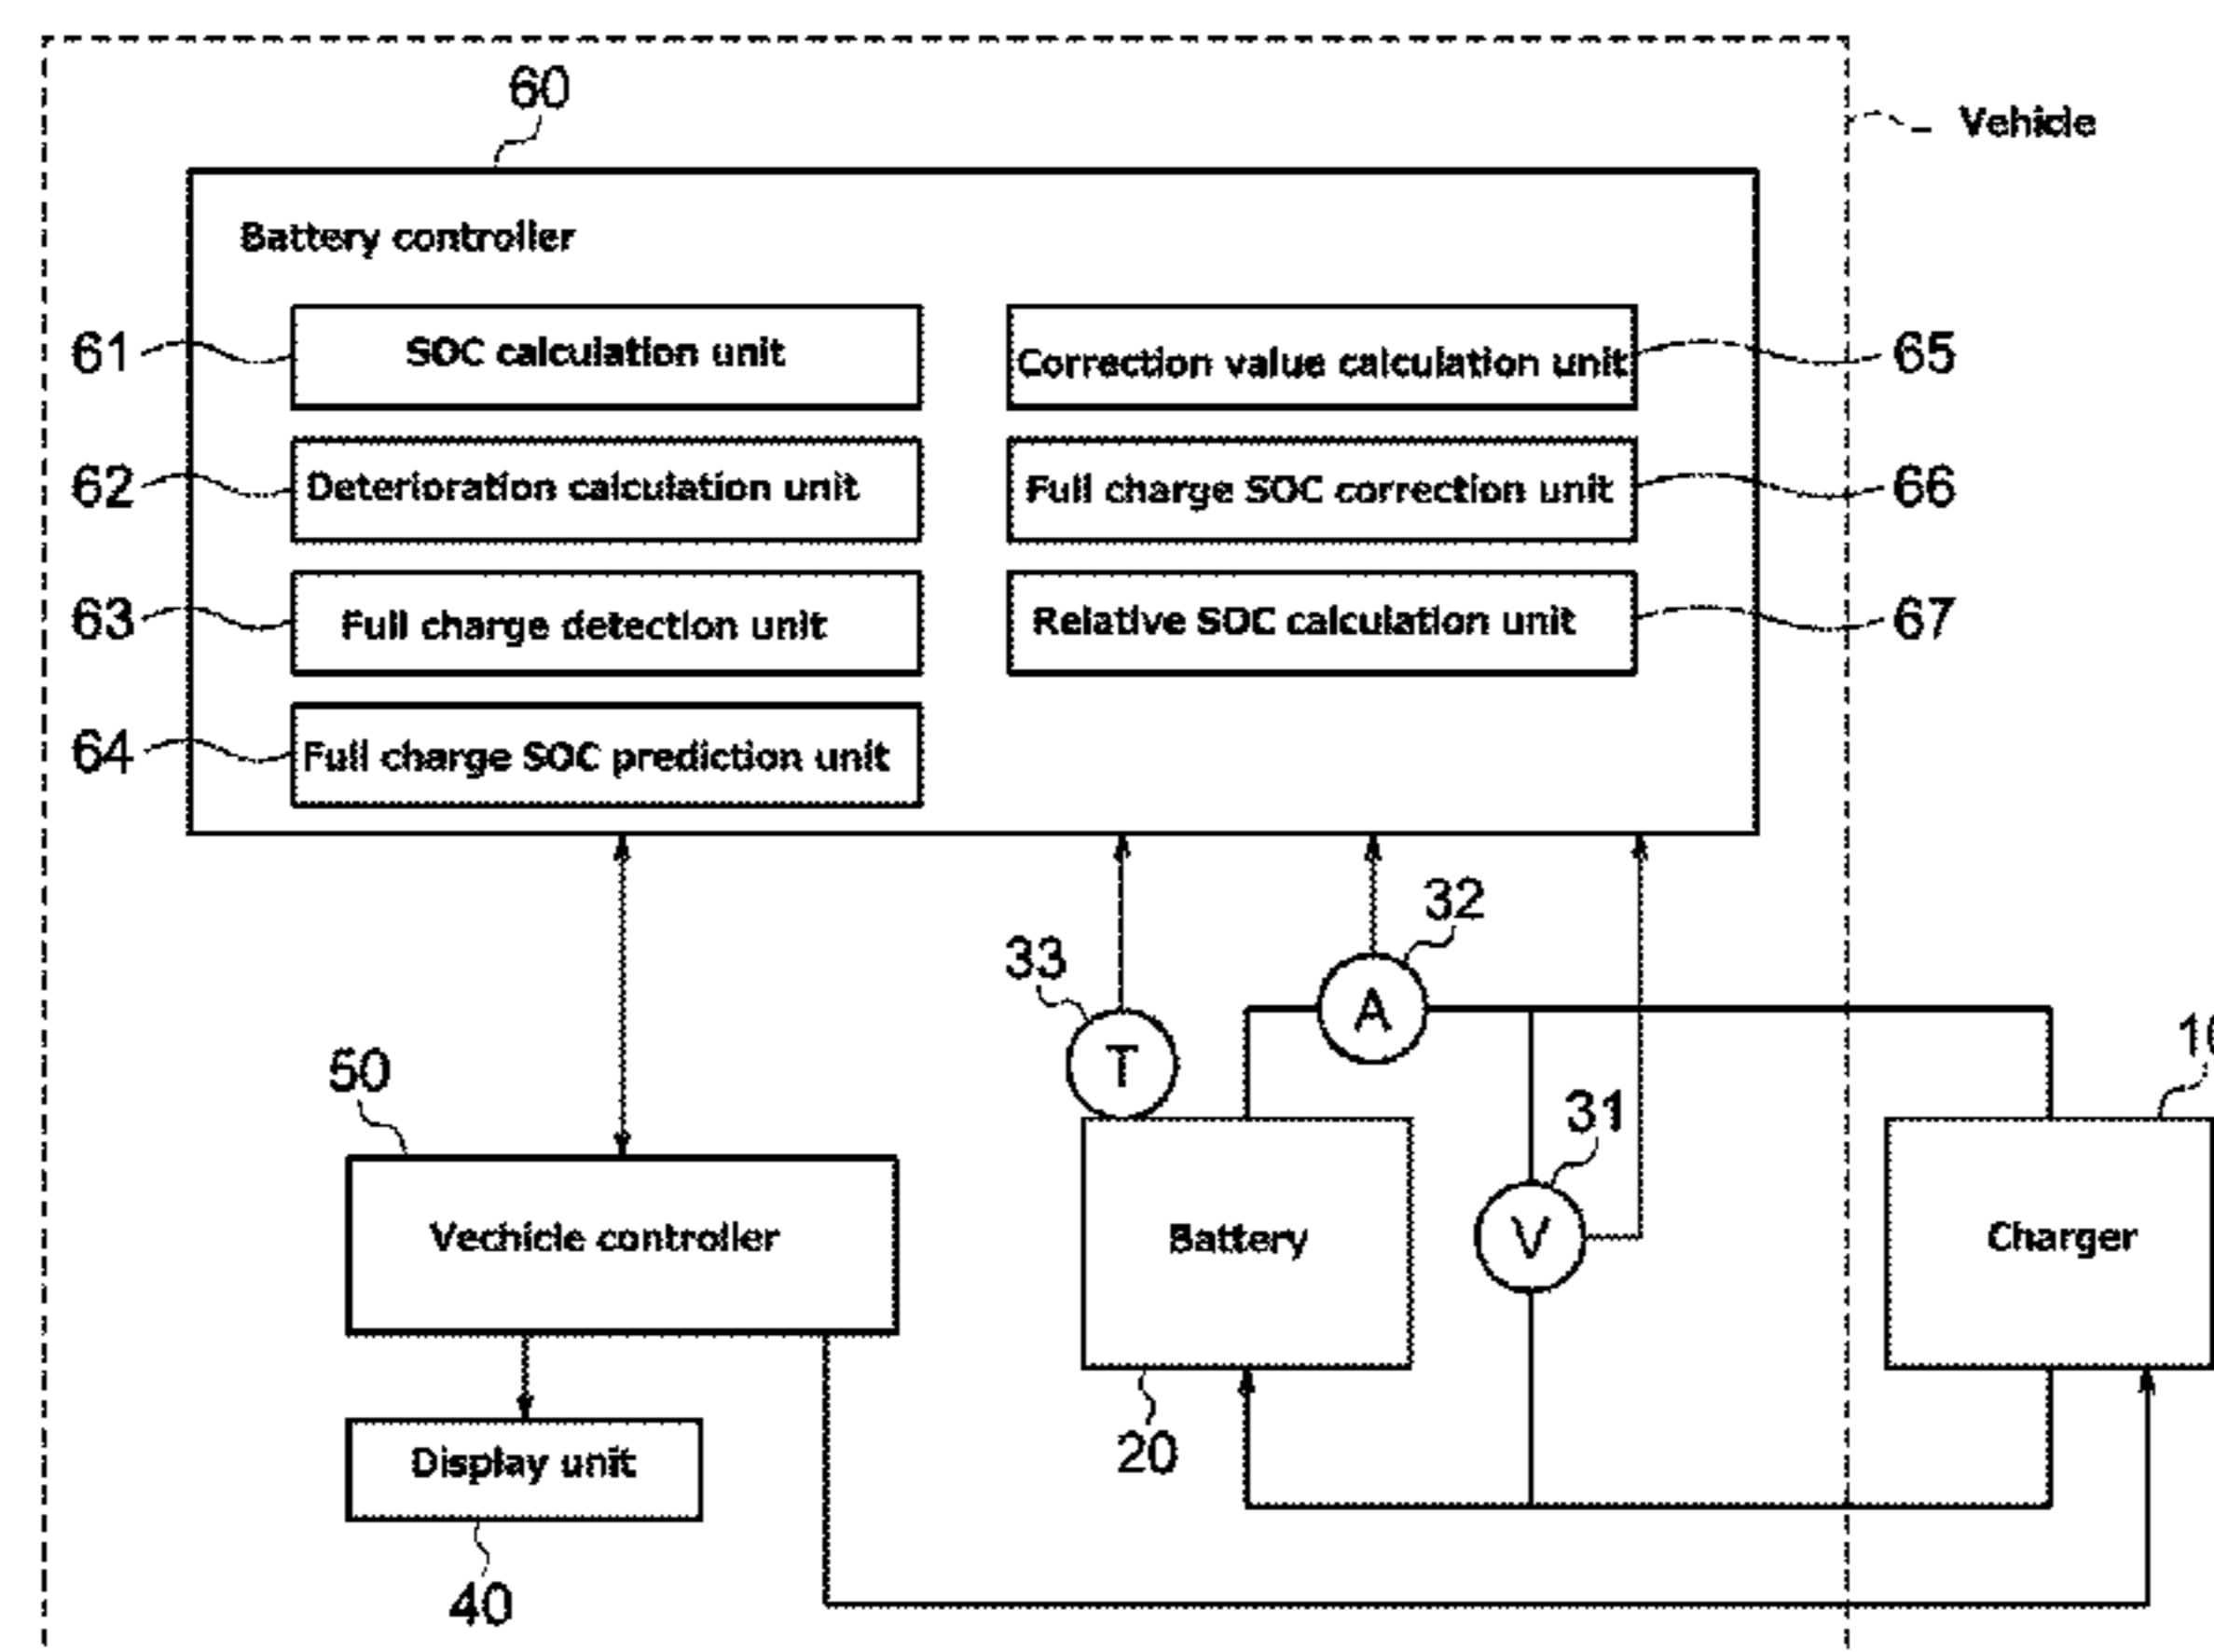 60
Vehicle
Battery controller
61
SOC calculation unit
Correction value calculation unit
65
62
Deterioration calculation unit
Full charge SOC correction unit
66
63
Full charge detection unit
Relative SOC calculation unit
67
64
Full charge SOC prediction unit
32
33
A
T
50
31
Vechicle controller
Battery
V
Charger
Display unit
20
40